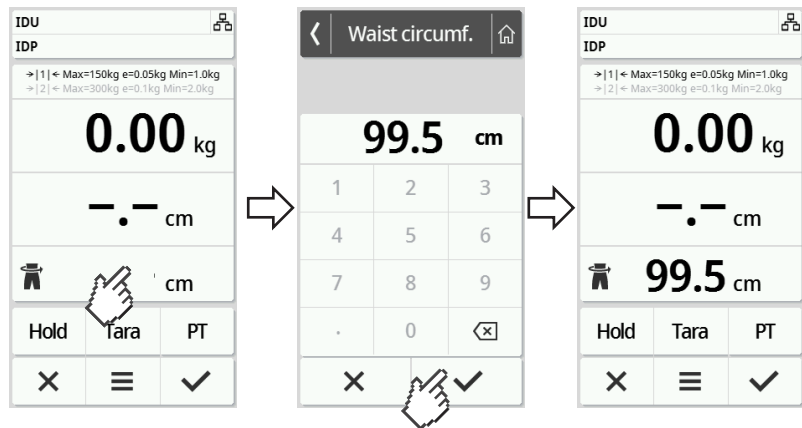 IDU
IDP
→|1|← Max=150kg e=0.05kg Min=1.0kg
→|2|← Max=300kg e=0.1kg Min=2.0kg
0.00 kg
–.– cm
cm
Hold Tara PT
Waist circumf.
99.5 cm
1 2 3
4 5 6
7 8 9
. 0
IDU
IDP
→|1|← Max=150kg e=0.05kg Min=1.0kg
→|2|← Max=300kg e=0.1kg Min=2.0kg
0.00 kg
–.– cm
99.5 cm
Hold Tara PT